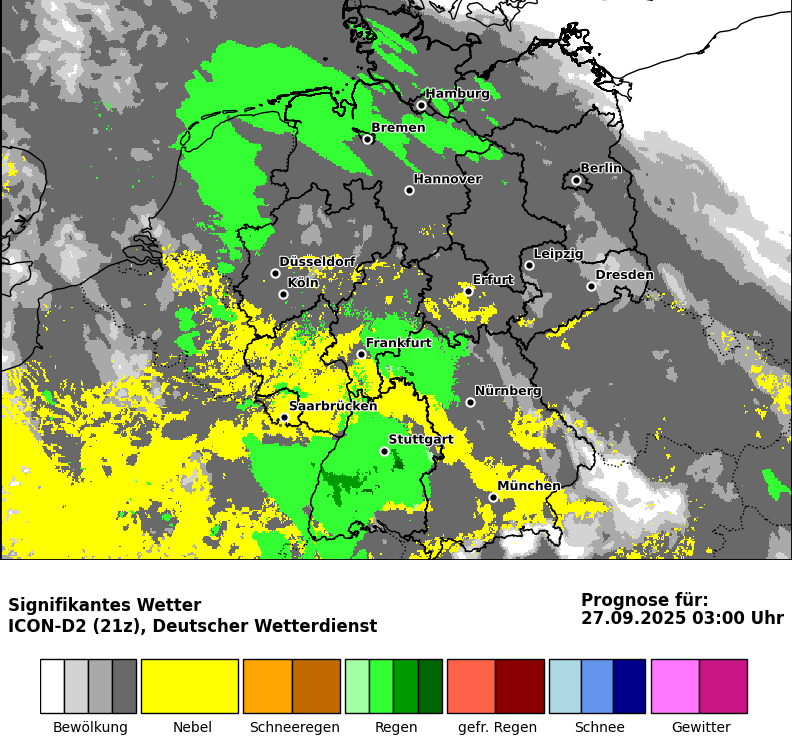 Hamburg
Bremen
Berlin
Hannover
Leipzig
Düsseldorf
Dresden
Köln
Erfurt
Frankfurt
Nürnberg
Saarbrücken
Stuttgart
München
Signifikantes Wetter
ICON-D2 (21z), Deutscher Wetterdienst
Prognose für:
27.09.2025 03:00 Uhr
Bewölkung Nebel Schneeregen Regen gefr. Regen Schnee Gewitter